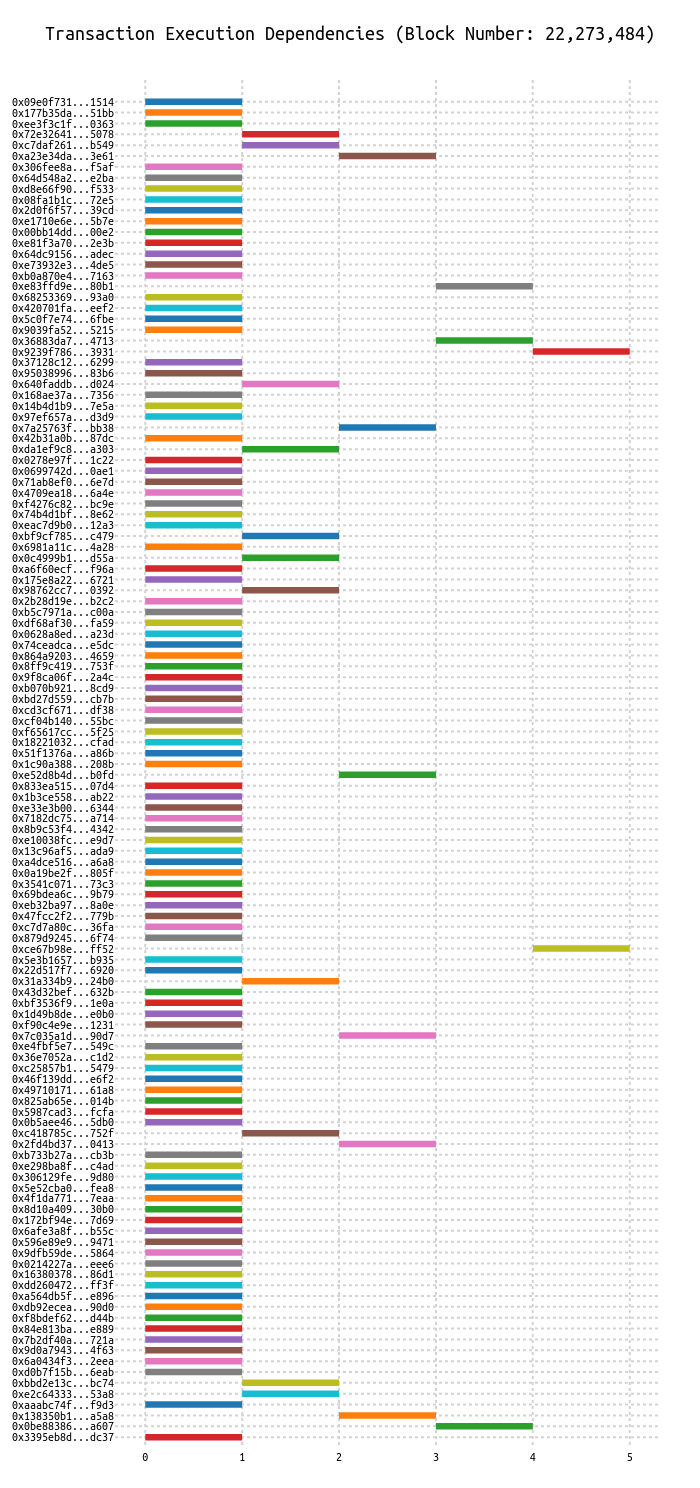 Transaction Execution Dependencies (Block Number: 22,273,484)
0x09e0f731...1514
0x177b35da...51bb
0xee3f3c1f...0363
0x72e32641...5078
0xc7daf261...b549
0xa23e34da...3e61
0x306fee8a...f5af
0x64d548a2...e2ba
0xd8e66f90...f533
0x08fa1b1c...72e5
0x2d0f6f57...39cd
0xe1710e6e...5b7e
0x00bb14dd...00e2
0xe81f3a70...2e3b
0x64dc9156...adec
0xe73932e3...4de5
0xb0a870e4...7163
0xe83ffd9e...80b1
0x68253369...93a0
0x420701fa...eef2
0x5c0f7e74...6fbe
0x9039fa52...5215
0x36883da7...4713
0x9239f786...3931
0x37128c12...6299
0x95038996...83b6
0x640faddb...d024
0x168ae37a...7356
0x14b4d1b9...7e5a
0x97ef657a...d3d9
0x7a25763f...bb38
0x42b31a0b...87dc
0xda1ef9c8...a303
0x0278e97f...1c22
0x0699742d...0ae1
0x71ab8ef0...6e7d
0x4709ea18...6a4e
0xf4276c82...bc9e
0x74b4d1bf...8e62
0xeac7d9b0...12a3
0xbf9cf785...c479
0x6981a11c...4a28
0x0c4999b1...d55a
0xa6f60ecf...f96a
0x175e8a22...6721
0x98762cc7...0392
0x2b28d19e...b2c2
0xb5c7971a...c00a
0xdf68af30...fa59
0x0628a8ed...a23d
0x74ceadca...e5dc
0x864a9203...4659
0x8ff9c419...753f
0x9f8ca06f...2a4c
0xb070b921...8cd9
0xbd27d559...cb7b
0xcd3cf671...df38
0xcf04b140...55bc
0xf65617cc...5f25
0x18221032...cfad
0x51f1376a...a86b
0x1c90a388...208b
0xe52d8b4d...b0fd
0x833ea515...07d4
0x1b3ce558...ab22
0xe33e3b00...6344
0x7182dc75...a714
0x8b9c53f4...4342
0xe10038fc...e9d7
0x13c96af5...ada9
0xa4dce516...a6a8
0x0a19be2f...805f
0x3541c071...73c3
0x69bdea6c...9b79
0xeb32ba97...8a0e
0x47fcc2f2...779b
0xc7d7a80c...36fa
0x879d9245...6f74
0xce67b98e...ff52
0x5e3b1657...b935
0x22d517f7...6920
0x31a334b9...24b0
0x43d32bef...632b
0xbf3536f9...1e0a
0x1d49b8de...e0b0
0xf90c4e9e...1231
0x7c035a1d...90d7
0xe4fbf5e7...549c
0x36e7052a...c1d2
0xc25857b1...5479
0x46f139dd...e6f2
0x49710171...61a8
0x825ab65e...014b
0x5987cad3...fcfa
0x0b5aee46...5db0
0xc418785c...752f
0x2fd4bd37...0413
0xb733b27a...cb3b
0xe298ba8f...c4ad
0x306129fe...9d80
0x5e52cba0...fea8
0x4f1da771...7eaa
0x8d10a409...30b0
0x172bf94e...7d69
0x6afe3a8f...b55c
0x596e89e9...9471
0x9dfb59de...5864
0x0214227a...eee6
0x16380378...86d1
0xdd260472...ff3f
0xa564db5f...e896
0xdb92ecea...90d0
0xf8bdef62...d44b
0x84e813ba...e889
0x7b2df40a...721a
0x9d0a7943...4f63
0x6a0434f3...2eea
0xd0b7f15b...6eab
0xbbd2e13c...bc74
0xe2c64333...53a8
0xaaabc74f...f9d3
0x138350b1...a5a8
0x0be88386...a607
0x3395eb8d...dc37
0 1 2 3 4 5